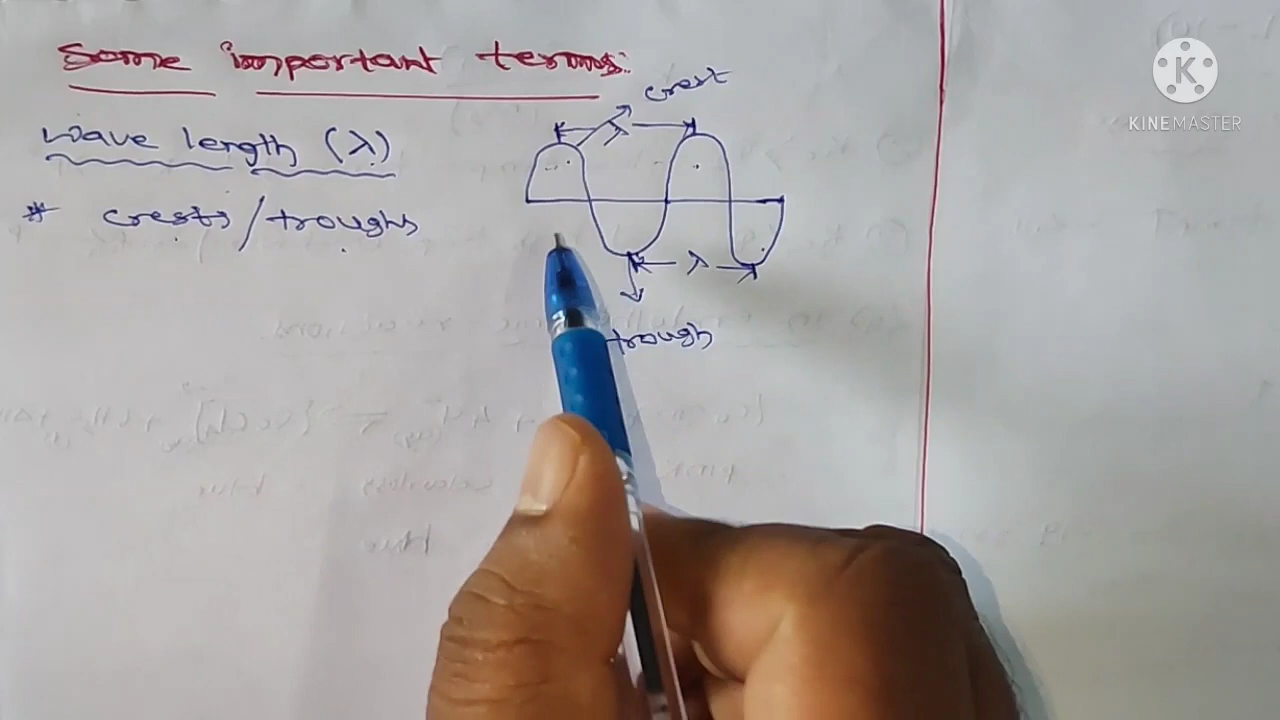 Some important terms:
crest
λ
Wave length (λ)
* crests/troughs
λ
trough
K
KINEMASTER